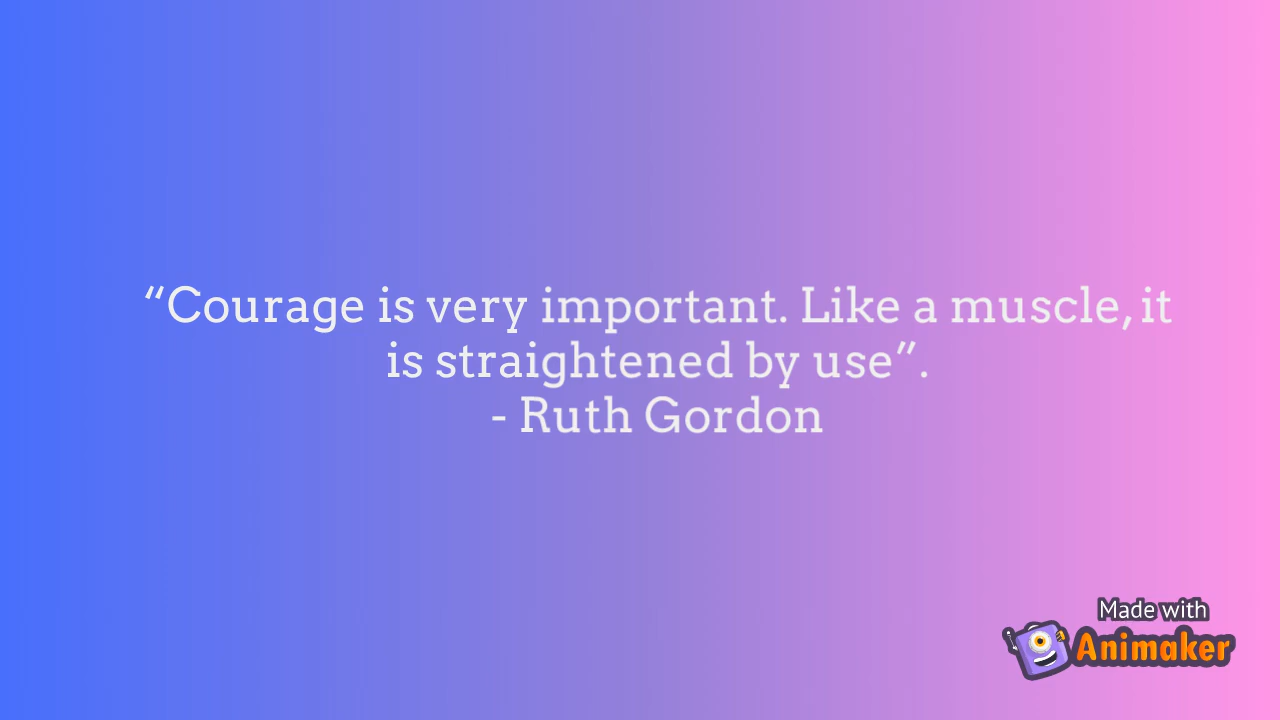 “Courage is very important. Like a muscle, it
is straightened by use”.
- Ruth Gordon
Made with
Animaker